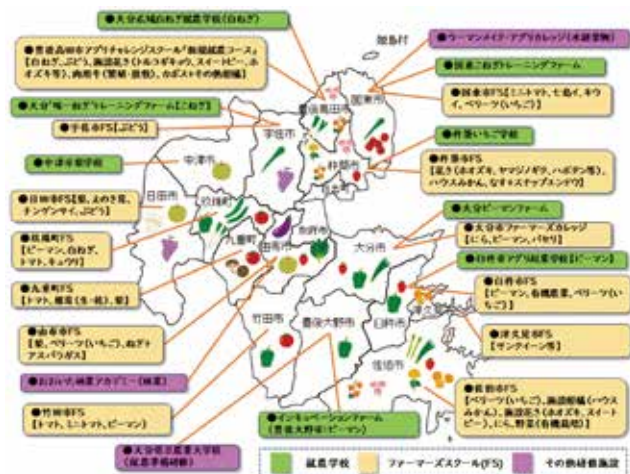 ●大分広域白ねぎ就農学校(白ねぎ)
●豊後高田市アグリチャレンジスクール『新規就農コース』
【白ねぎ、ぶどう、施設花き(トルコギキョウ、スイートピー、ホ
オズキ等)、肉用牛(繁殖・肥育)、カボスとその他柑橘】
●大分味一ねぎトレーニングファーム【こねぎ】
●宇佐市FS【ぶどう】
●中津市梨学校
●日田市FS【梨、えのき茸、
チンゲンサイ、ぶどう】
●玖珠町FS
【ピーマン、白ねぎ、
トマト、キュウリ】
●九重町FS
【トマト、椎茸(生・乾)、梨】
●由布市FS
【梨、ベリーツ(いちご)、ねぎ+
アスパラガス】
●おおいた林業アカデミー(林業)
●竹田市FS
【トマト、ミニトマト、ピーマン】
●大分県立農業大学校
(就農準備研修)
姫島村
●ウーマンメイク・アグリカレッジ(水耕葉物)
●国東こねぎトレーニングファーム
●国東市FS【ミニトマト、七島イ、キウ
イ、ベリーツ(いちご)】
●杵築いちご学校
●杵築市FS
【花き(ホオズキ、ヤマジノギク、ハボタン等)、
ハウスみかん、なす+スナップエンドウ】
●大分ピーマンファーム
●大分市ファーマーズカレッジ
【にら、ピーマン、パセリ】
●臼杵市アグリ起業学校【ピーマン】
●臼杵市FS
【ピーマン、有機農業、ベリーツ(い
ちご)】
●津久見市FS
【サンクイーン等】
●佐伯市FS
【ベリーツ(いちご)、施設柑橘(ハウス
みかん)、施設花き(ホオズキ、スイート
ピー)、にら、野菜(有機栽培)】
●インキュベーションファーム
(豊後大野市:ピーマン)
豊後高田市
国東市
宇佐市
中津市
杵築市
日出町
日田市
玖珠町
別府市
九重町
由布市
大分市
臼杵市
津久見市
竹田市
豊後大野市
佐伯市
就農学校
ファーマーズスクール(FS)
その他研修施設